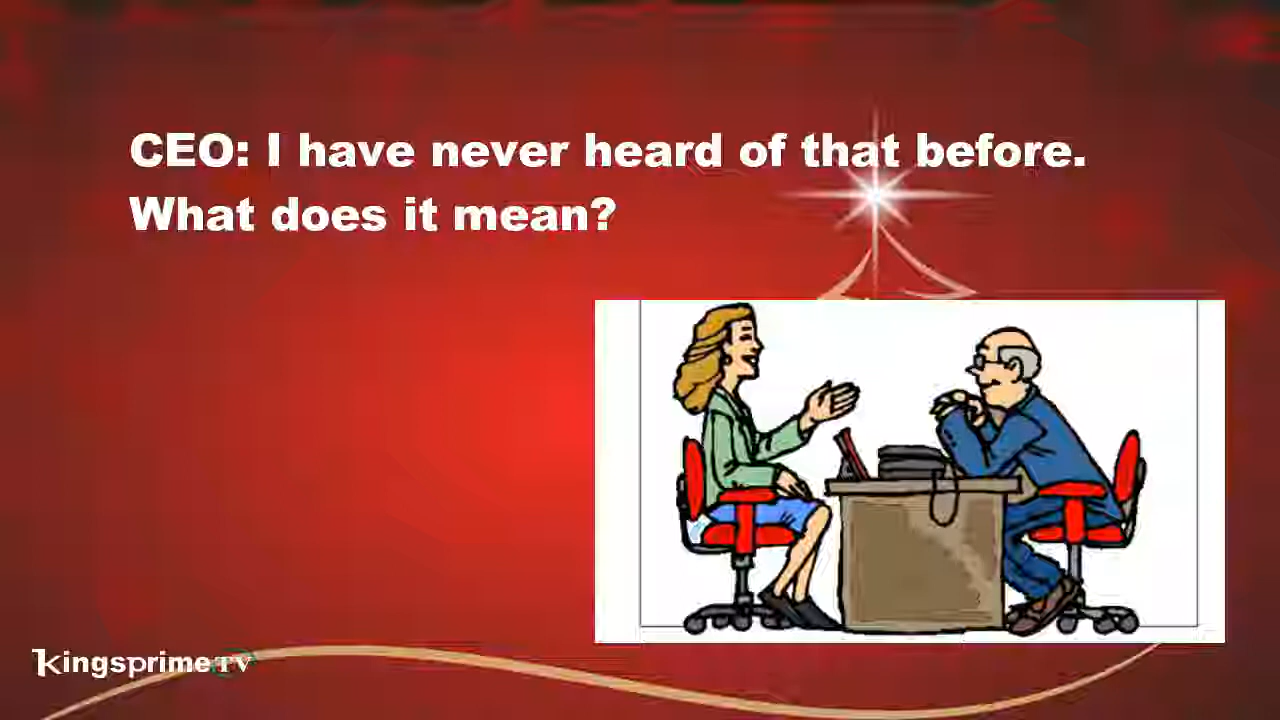 CEO: I have never heard of that before.
What does it mean?
kingsprime TV